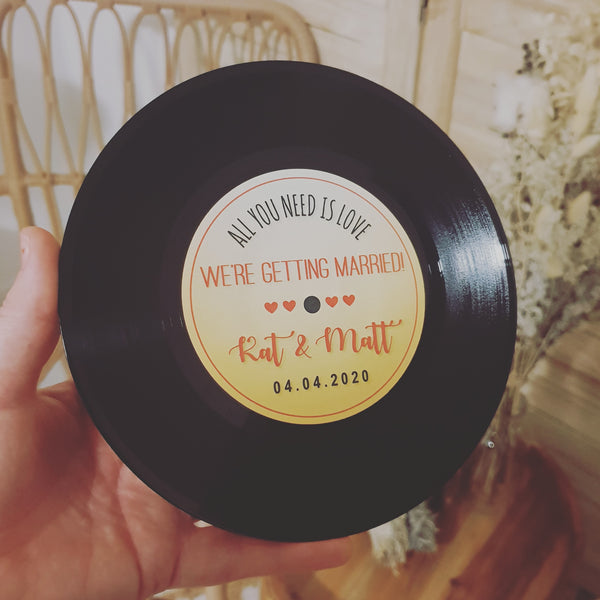 ALL YOU NEED IS LOVE
WE'RE GETTING MARRIED!
Kat & Matt
04.04.2020